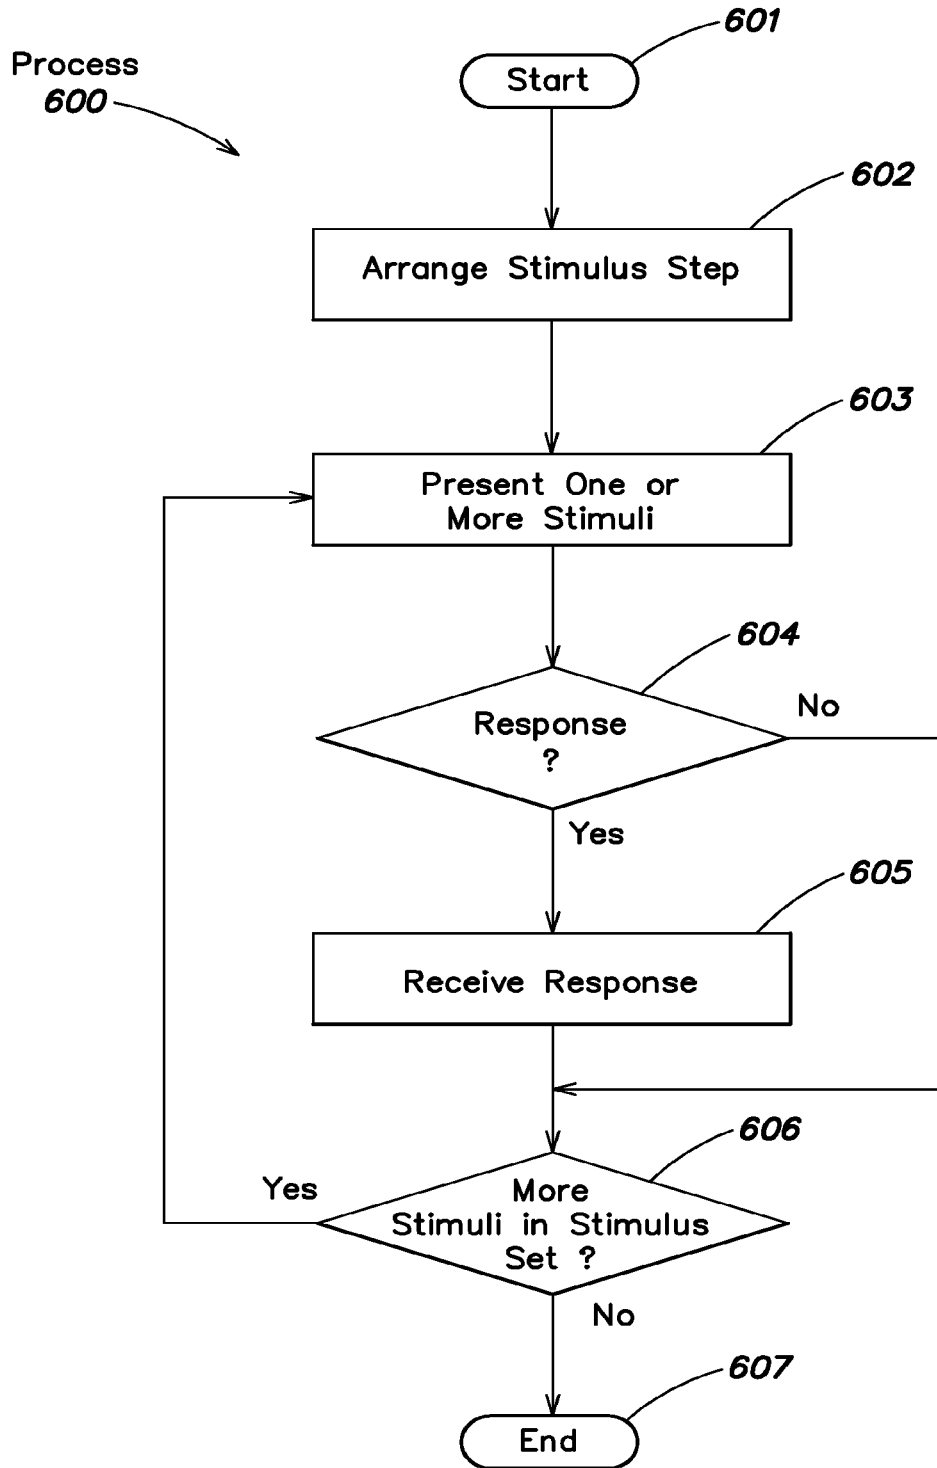 601
Process
600
Start
602
Arrange Stimulus Step
603
Present One or
More Stimuli
604
No
Response
?
Yes
605
Receive Response
606
Yes
More
Stimuli in Stimulus
Set ?
No
607
End